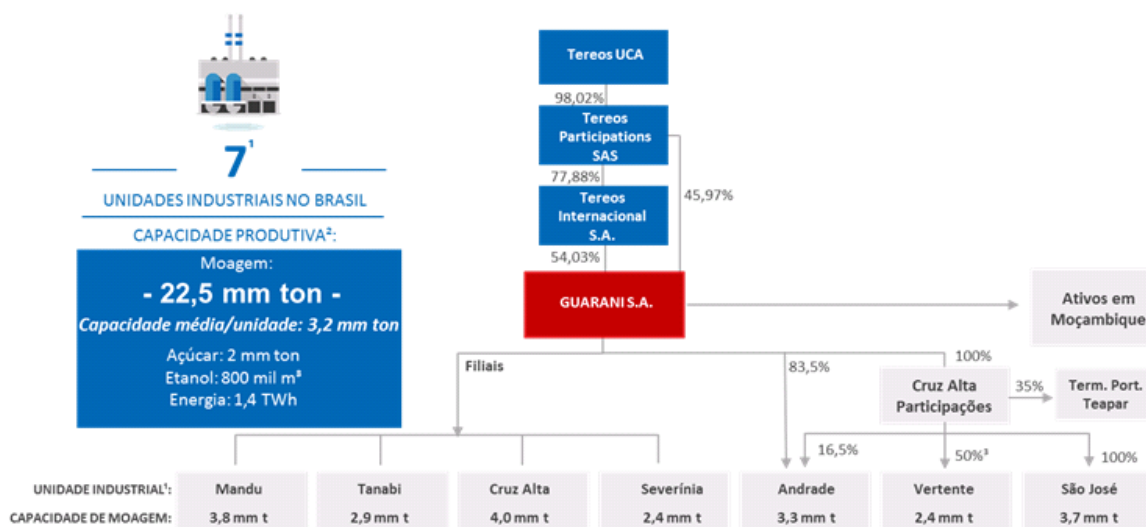 7¹
UNIDADES INDUSTRIAIS NO BRASIL
CAPACIDADE PRODUTIVA²:
Moagem:
- 22,5 mm ton -
Capacidade média/unidade: 3,2 mm ton
Açúcar: 2 mm ton
Etanol: 800 mil m³
Energia: 1,4 TWh
Tereos UCA
98,02%
Tereos
Participations
SAS
77,88%
45,97%
Tereos
Internacional
S.A.
54,03%
GUARANI S.A.
Ativos em
Moçambique
Filiais
83,5%
100%
Cruz Alta
Participações
35%
Term. Port.
Teapar
16,5%
50%³
100%
UNIDADE INDUSTRIAL¹: Mandu Tanabi Cruz Alta Severínia Andrade Vertente São José
CAPACIDADE DE MOAGEM: 3,8 mm t 2,9 mm t 4,0 mm t 2,4 mm t 3,3 mm t 2,4 mm t 3,7 mm t